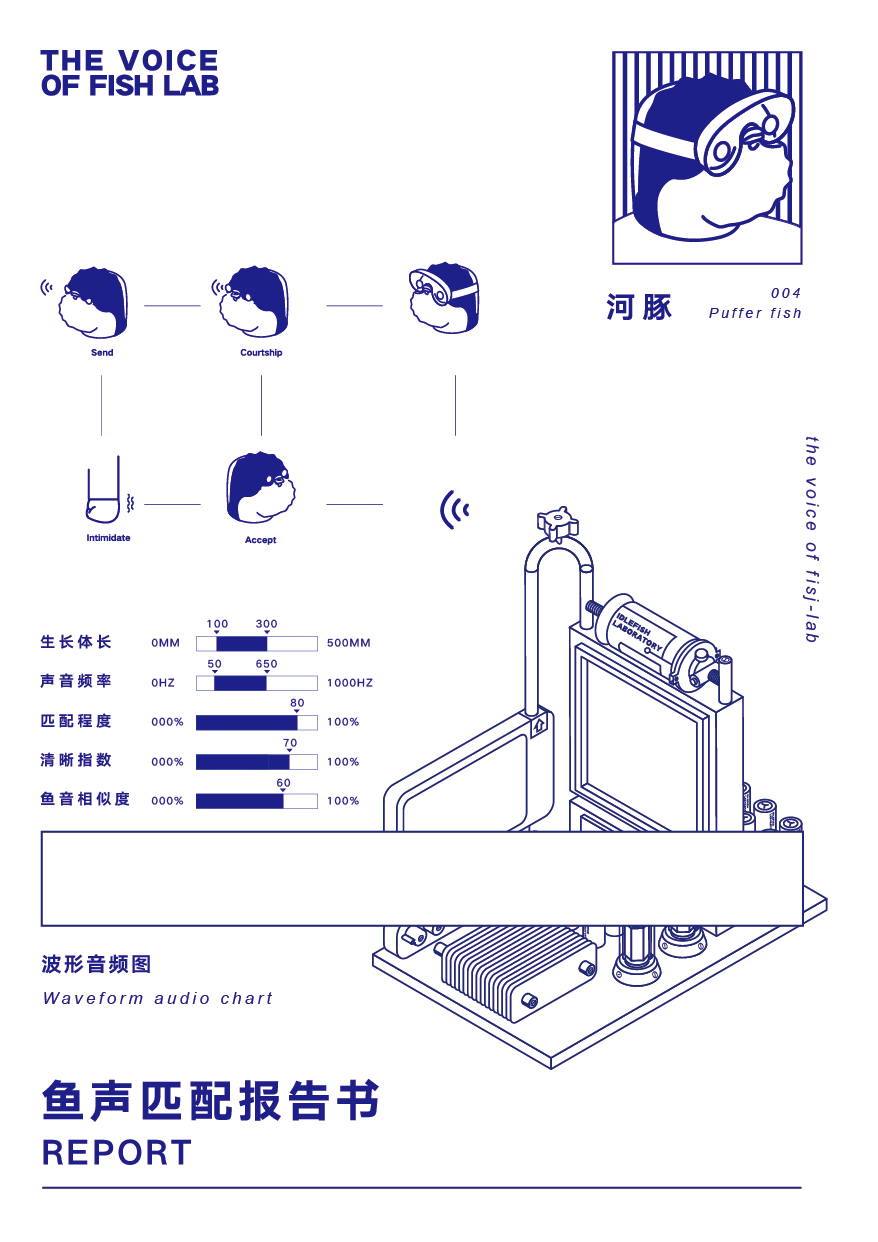 THE VOICE
OF FISH LAB
河豚
004
Puffer fish
Send
Courtship
Intimidate
Accept
the voice of fisj-lab
IDLEFISH
LABORATORY
100 300
生长体长 0MM 500MM
50 650
声音频率 0HZ 1000HZ
80
匹配程度 000% 100%
70
清晰指数 000% 100%
60
鱼音相似度 000% 100%
波形音频图
Waveform audio chart
鱼声匹配报告书
REPORT